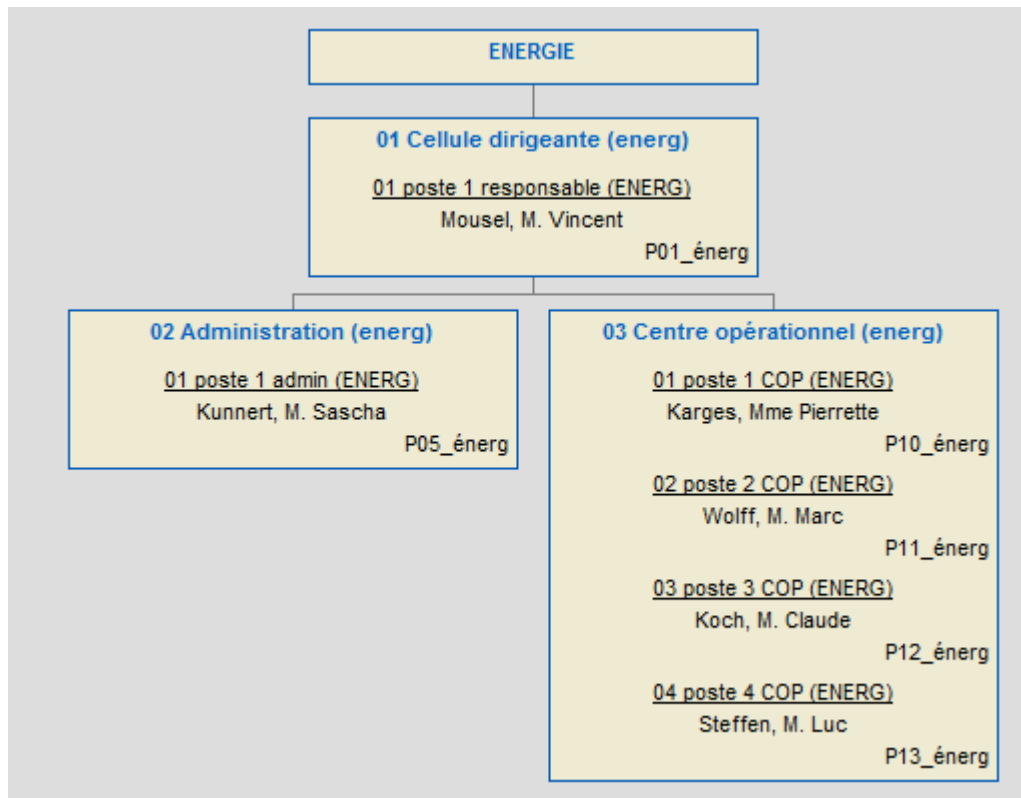 ENERGIE
01 Cellule dirigeante (energ)
01 poste 1 responsable (ENERG)
Mousel, M. Vincent
P01_énerg
02 Administration (energ)
01 poste 1 admin (ENERG)
Kunnert, M. Sascha
P05_énerg
03 Centre opérationnel (energ)
01 poste 1 COP (ENERG)
Karges, Mme Pierrette
P10_énerg
02 poste 2 COP (ENERG)
Wolff, M. Marc
P11_énerg
03 poste 3 COP (ENERG)
Koch, M. Claude
P12_énerg
04 poste 4 COP (ENERG)
Steffen, M. Luc
P13_énerg